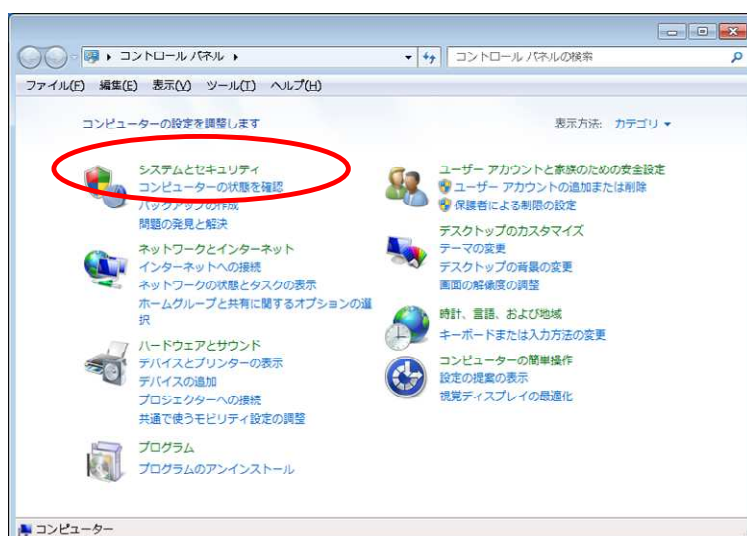 コントロール パネル
コントロール パネルの検索
ファイル(F) 編集(E) 表示(V) ツール(T) ヘルプ(H)
コンピューターの設定を調整します
表示方法: カテゴリ
システムとセキュリティ
コンピューターの状態を確認
バックアップの作成
問題の発見と解決
ネットワークとインターネット
インターネットへの接続
ネットワークの状態とタスクの表示
ホームグループと共有に関するオプションの選
択
ハードウェアとサウンド
デバイスとプリンターの表示
デバイスの追加
プロジェクターへの接続
共通で使うモビリティ設定の調整
プログラム
プログラムのアンインストール
ユーザー アカウントと家族のための安全設定
ユーザー アカウントの追加または削除
保護者による制限の設定
デスクトップのカスタマイズ
テーマの変更
デスクトップの背景の変更
画面の解像度の調整
時計、言語、および地域
キーボードまたは入力方法の変更
コンピューターの簡単操作
設定の提案の表示
視覚ディスプレイの最適化
コンピューター